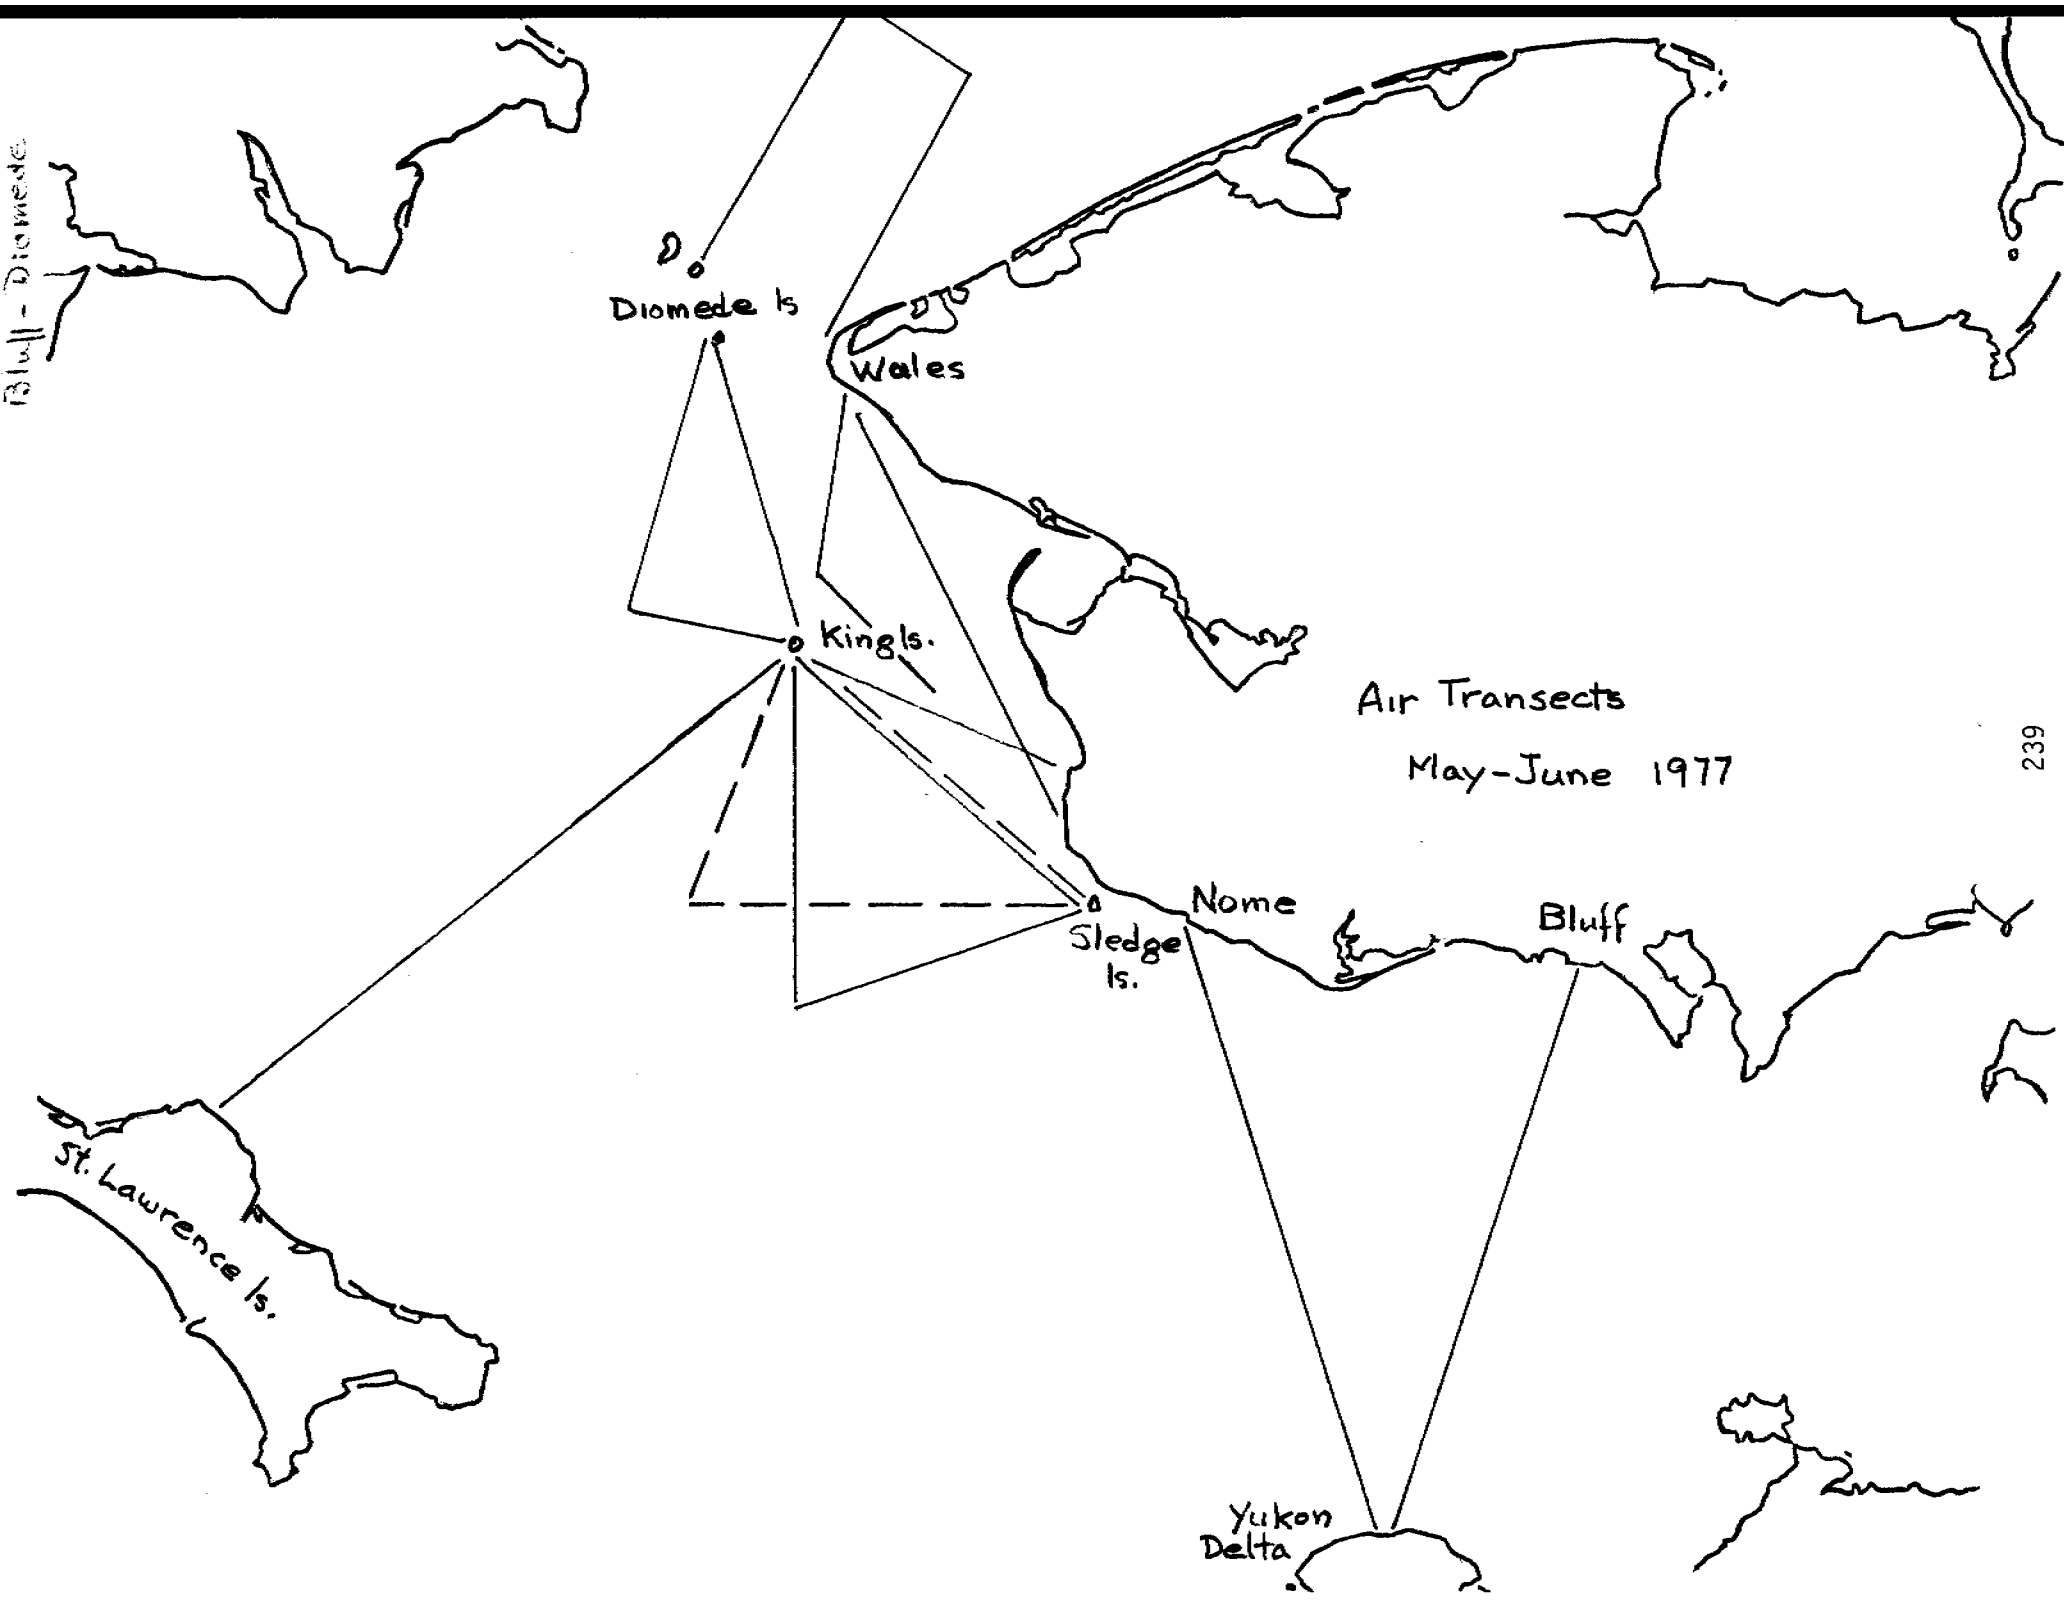 Bluff - Diomede
Diomede Is
Wales
King Is.
Air Transects
May-June 1977
239
Nome
Bluff
Sledge
Is.
St. Lawrence Is.
Yukon
Delta